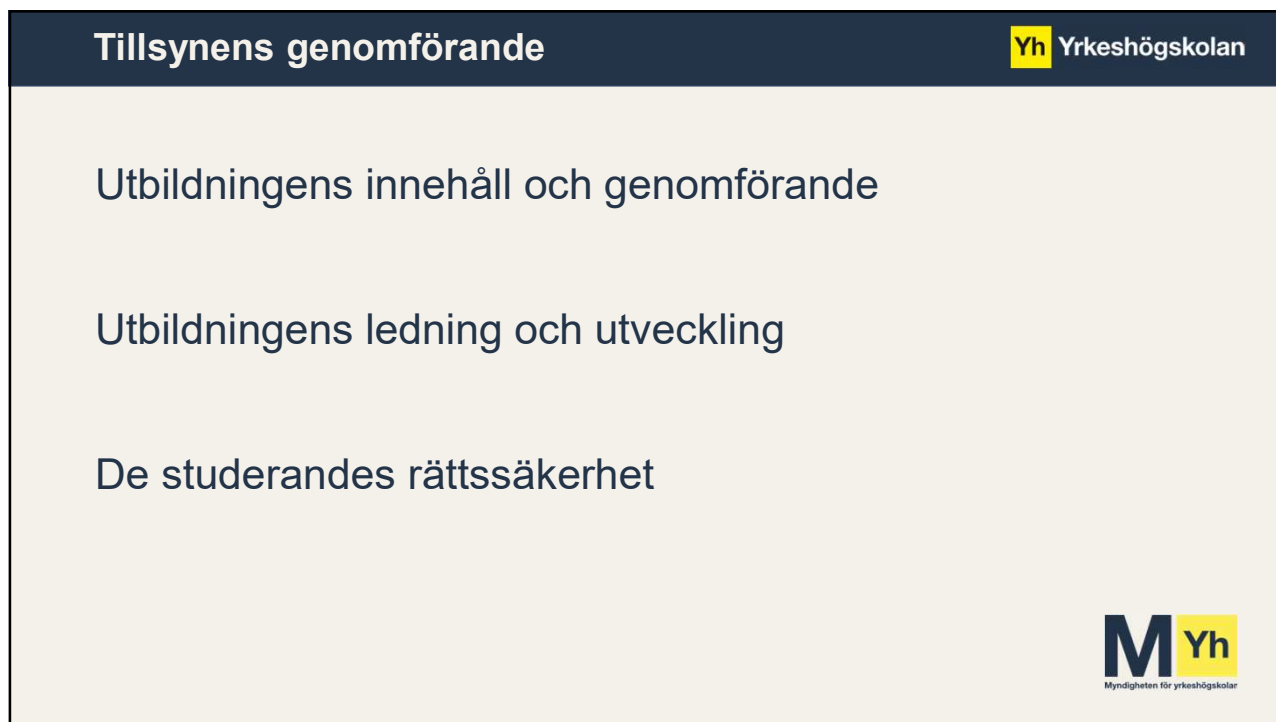 Tillsynens genomförande
Yh Yrkeshögskolan
Utbildningens innehåll och genomförande
Utbildningens ledning och utveckling
De studerandes rättssäkerhet
M Yh
Myndigheten för yrkeshögskolan